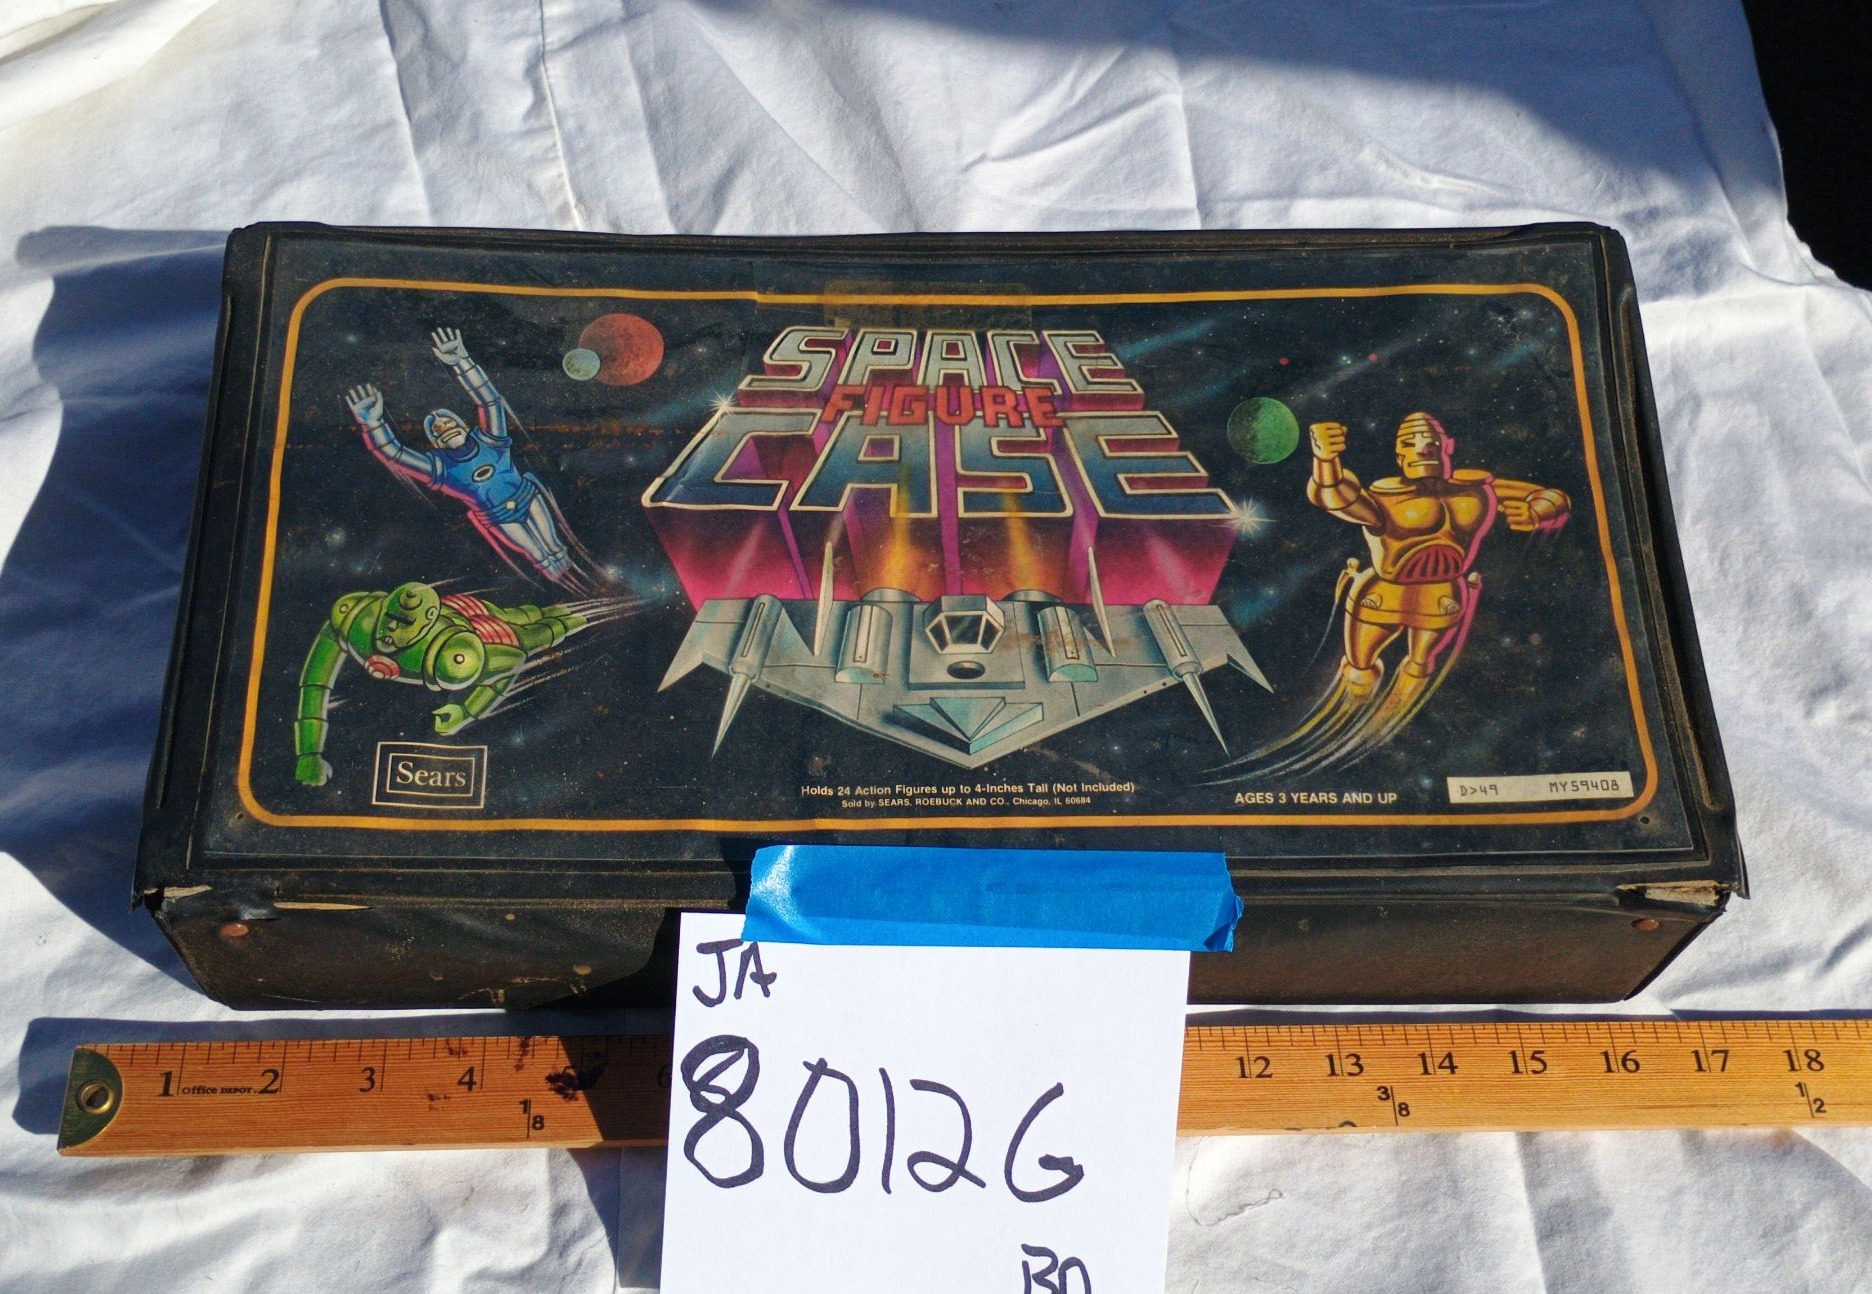 SPACE
FIGURE
CASE
Sears
Holds 24 Action Figures up to 4-Inches Tall (Not Included)
Sold by SEARS, ROEBUCK AND CO., Chicago, IL 60684
AGES 3 YEARS AND UP
D>49 MY59408
JA
8012G
1 Office DEPOT. 2 3 4 5 12 13 14 15 16 17 18
1/8 3/8 1/2